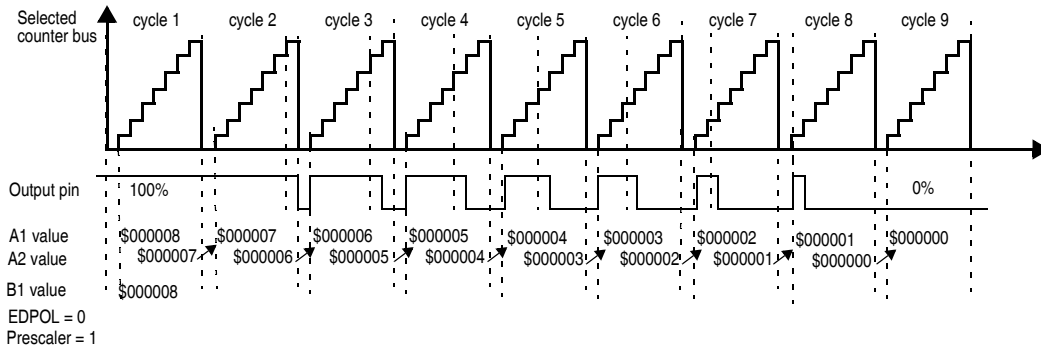 Selected counter bus
cycle 1 cycle 2 cycle 3 cycle 4 cycle 5 cycle 6 cycle 7 cycle 8 cycle 9
Output pin 100% 0%
A1 value $000008 $000007 $000006 $000005 $000004 $000003 $000002 $000001 $000000
A2 value $000007 $000006 $000005 $000004 $000003 $000002 $000001 $000000
B1 value $000008
EDPOL = 0
Prescaler = 1